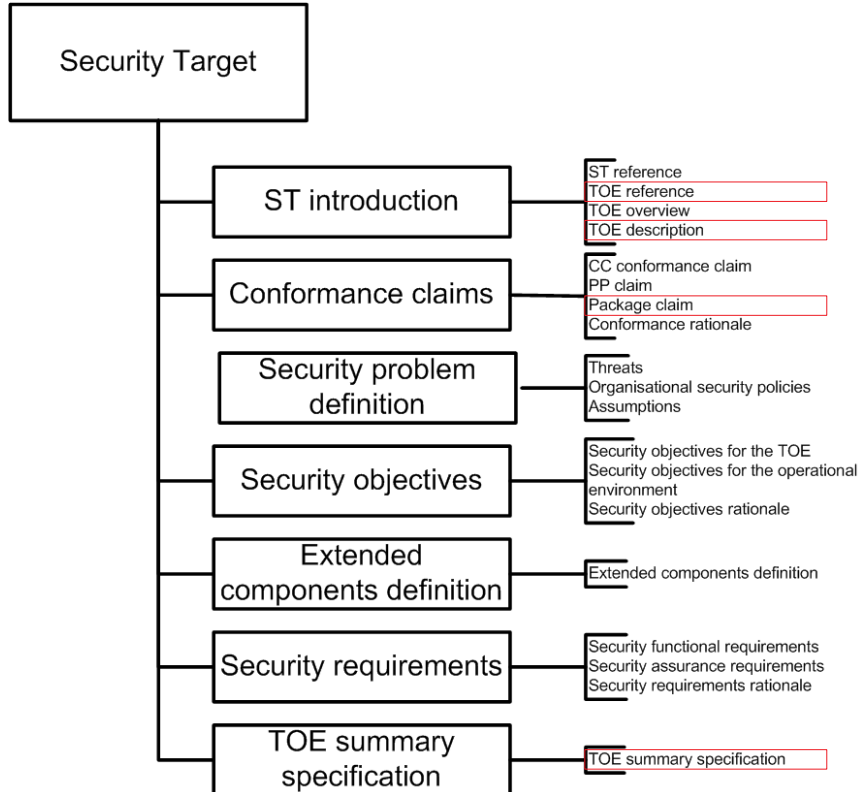 Security Target
ST introduction
ST reference
TOE reference
TOE overview
TOE description
Conformance claims
CC conformance claim
PP claim
Package claim
Conformance rationale
Security problem
definition
Threats
Organisational security policies
Assumptions
Security objectives
Security objectives for the TOE
Security objectives for the operational
environment
Security objectives rationale
Extended
components definition
Extended components definition
Security requirements
Security functional requirements
Security assurance requirements
Security requirements rationale
TOE summary
specification
TOE summary specification